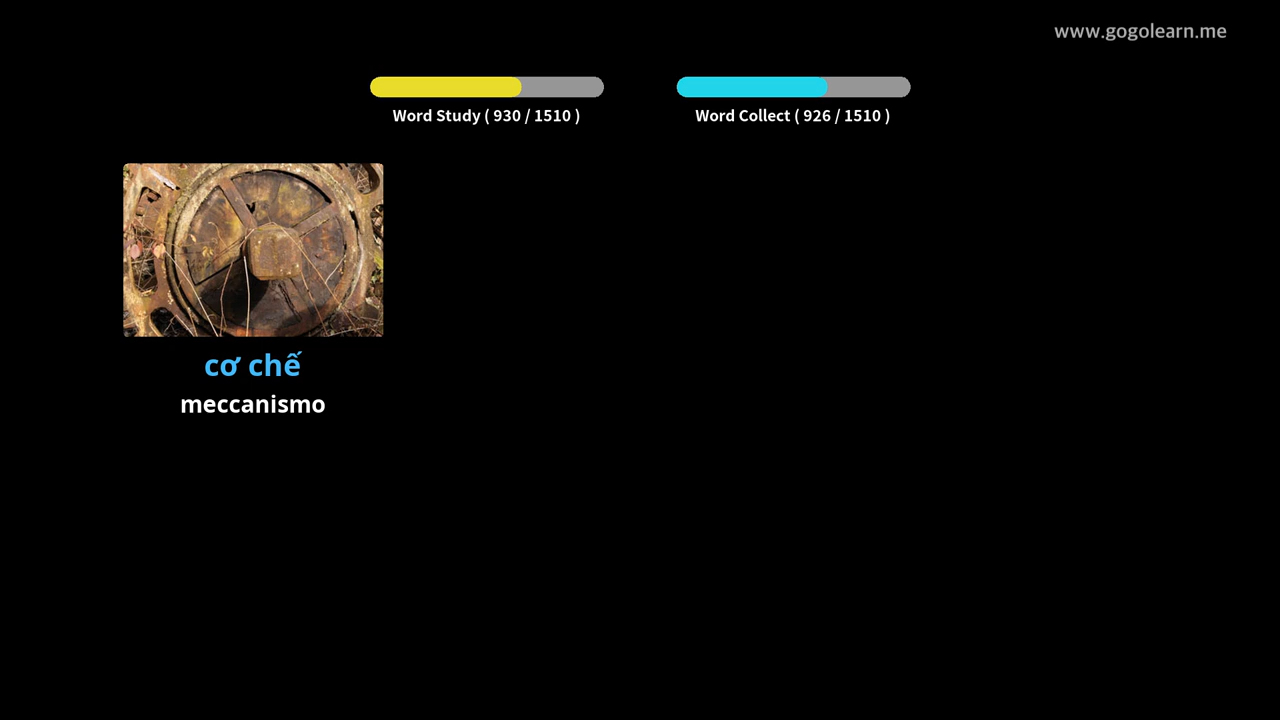 www.gogolearn.me
Word Study ( 930 / 1510 )
Word Collect ( 926 / 1510 )
cơ chế
meccanismo